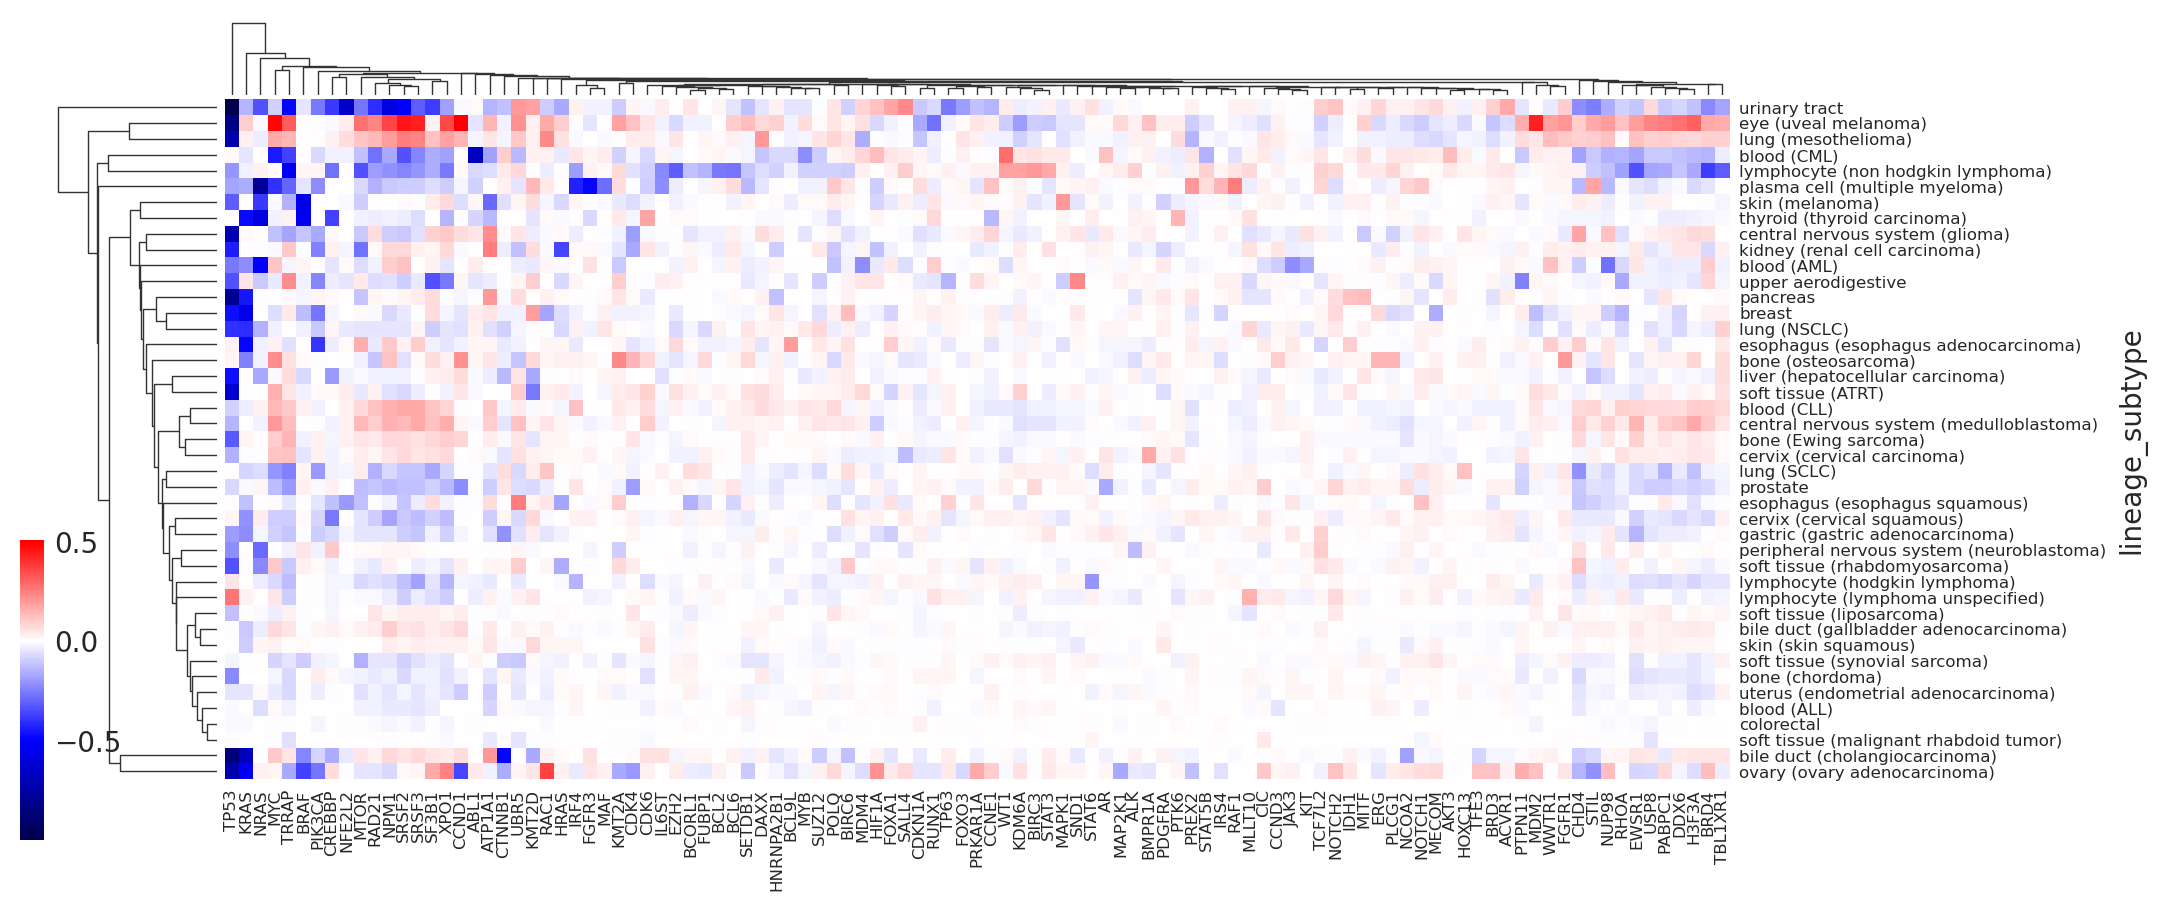 urinary tract
eye (uveal melanoma)
lung (mesothelioma)
blood (CML)
lymphocyte (non hodgkin lymphoma)
plasma cell (multiple myeloma)
skin (melanoma)
thyroid (thyroid carcinoma)
central nervous system (glioma)
kidney (renal cell carcinoma)
blood (AML)
upper aerodigestive
pancreas
breast
lung (NSCLC)
esophagus (esophagus adenocarcinoma)
bone (osteosarcoma)
liver (hepatocellular carcinoma)
soft tissue (ATRT)
blood (CLL)
central nervous system (medulloblastoma)
bone (Ewing sarcoma)
cervix (cervical carcinoma)
lung (SCLC)
prostate
esophagus (esophagus squamous)
cervix (cervical squamous)
gastric (gastric adenocarcinoma)
peripheral nervous system (neuroblastoma)
soft tissue (rhabdomyosarcoma)
lymphocyte (hodgkin lymphoma)
lymphocyte (lymphoma unspecified)
soft tissue (liposarcoma)
bile duct (gallbladder adenocarcinoma)
skin (skin squamous)
soft tissue (synovial sarcoma)
bone (chordoma)
uterus (endometrial adenocarcinoma)
blood (ALL)
colorectal
soft tissue (malignant rhabdoid tumor)
bile duct (cholangiocarcinoma)
ovary (ovary adenocarcinoma)
lineage_subtype
0.5
0.0
−0.5
TP53
KRAS
NRAS
MYC
TRRAP
BRAF
PIK3CA
CREBBP
NFE2L2
MTOR
RAD21
NPM1
SRSF2
SRSF3
SF3B1
XPO1
CCND1
ABL1
ATP1A1
CTNNB1
UBR5
KMT2D
RAC1
HRAS
IRF4
FGFR3
MAF
KMT2A
CDK4
CDK6
IL6ST
EZH2
BCORL1
FUBP1
BCL2
BCL6
SETDB1
DAXX
HNRNPA2B1
BCL9L
MYB
SUZ12
POLQ
BIRC6
MDM4
HIF1A
FOXA1
SALL4
CDKN1A
RUNX1
TP63
FOXO3
PRKAR1A
CCNE1
WT1
KDM6A
BIRC3
STAT3
MAPK1
SND1
STAT6
AR
MAP2K1
ALK
BMPR1A
PDGFRA
PTK6
PREX2
STAT5B
IRS4
RAF1
MLLT10
CIC
CCND3
JAK3
KIT
TCF7L2
NOTCH2
IDH1
MITF
ERG
PLCG1
NCOA2
NOTCH1
MECOM
AKT3
HOXC13
TFE3
BRD3
ACVR1
PTPN11
MDM2
WWTR1
FGFR1
CHD4
STIL
NUP98
RHOA
EWSR1
USP8
PABPC1
DDX6
H3F3A
BRD4
TBL1XR1